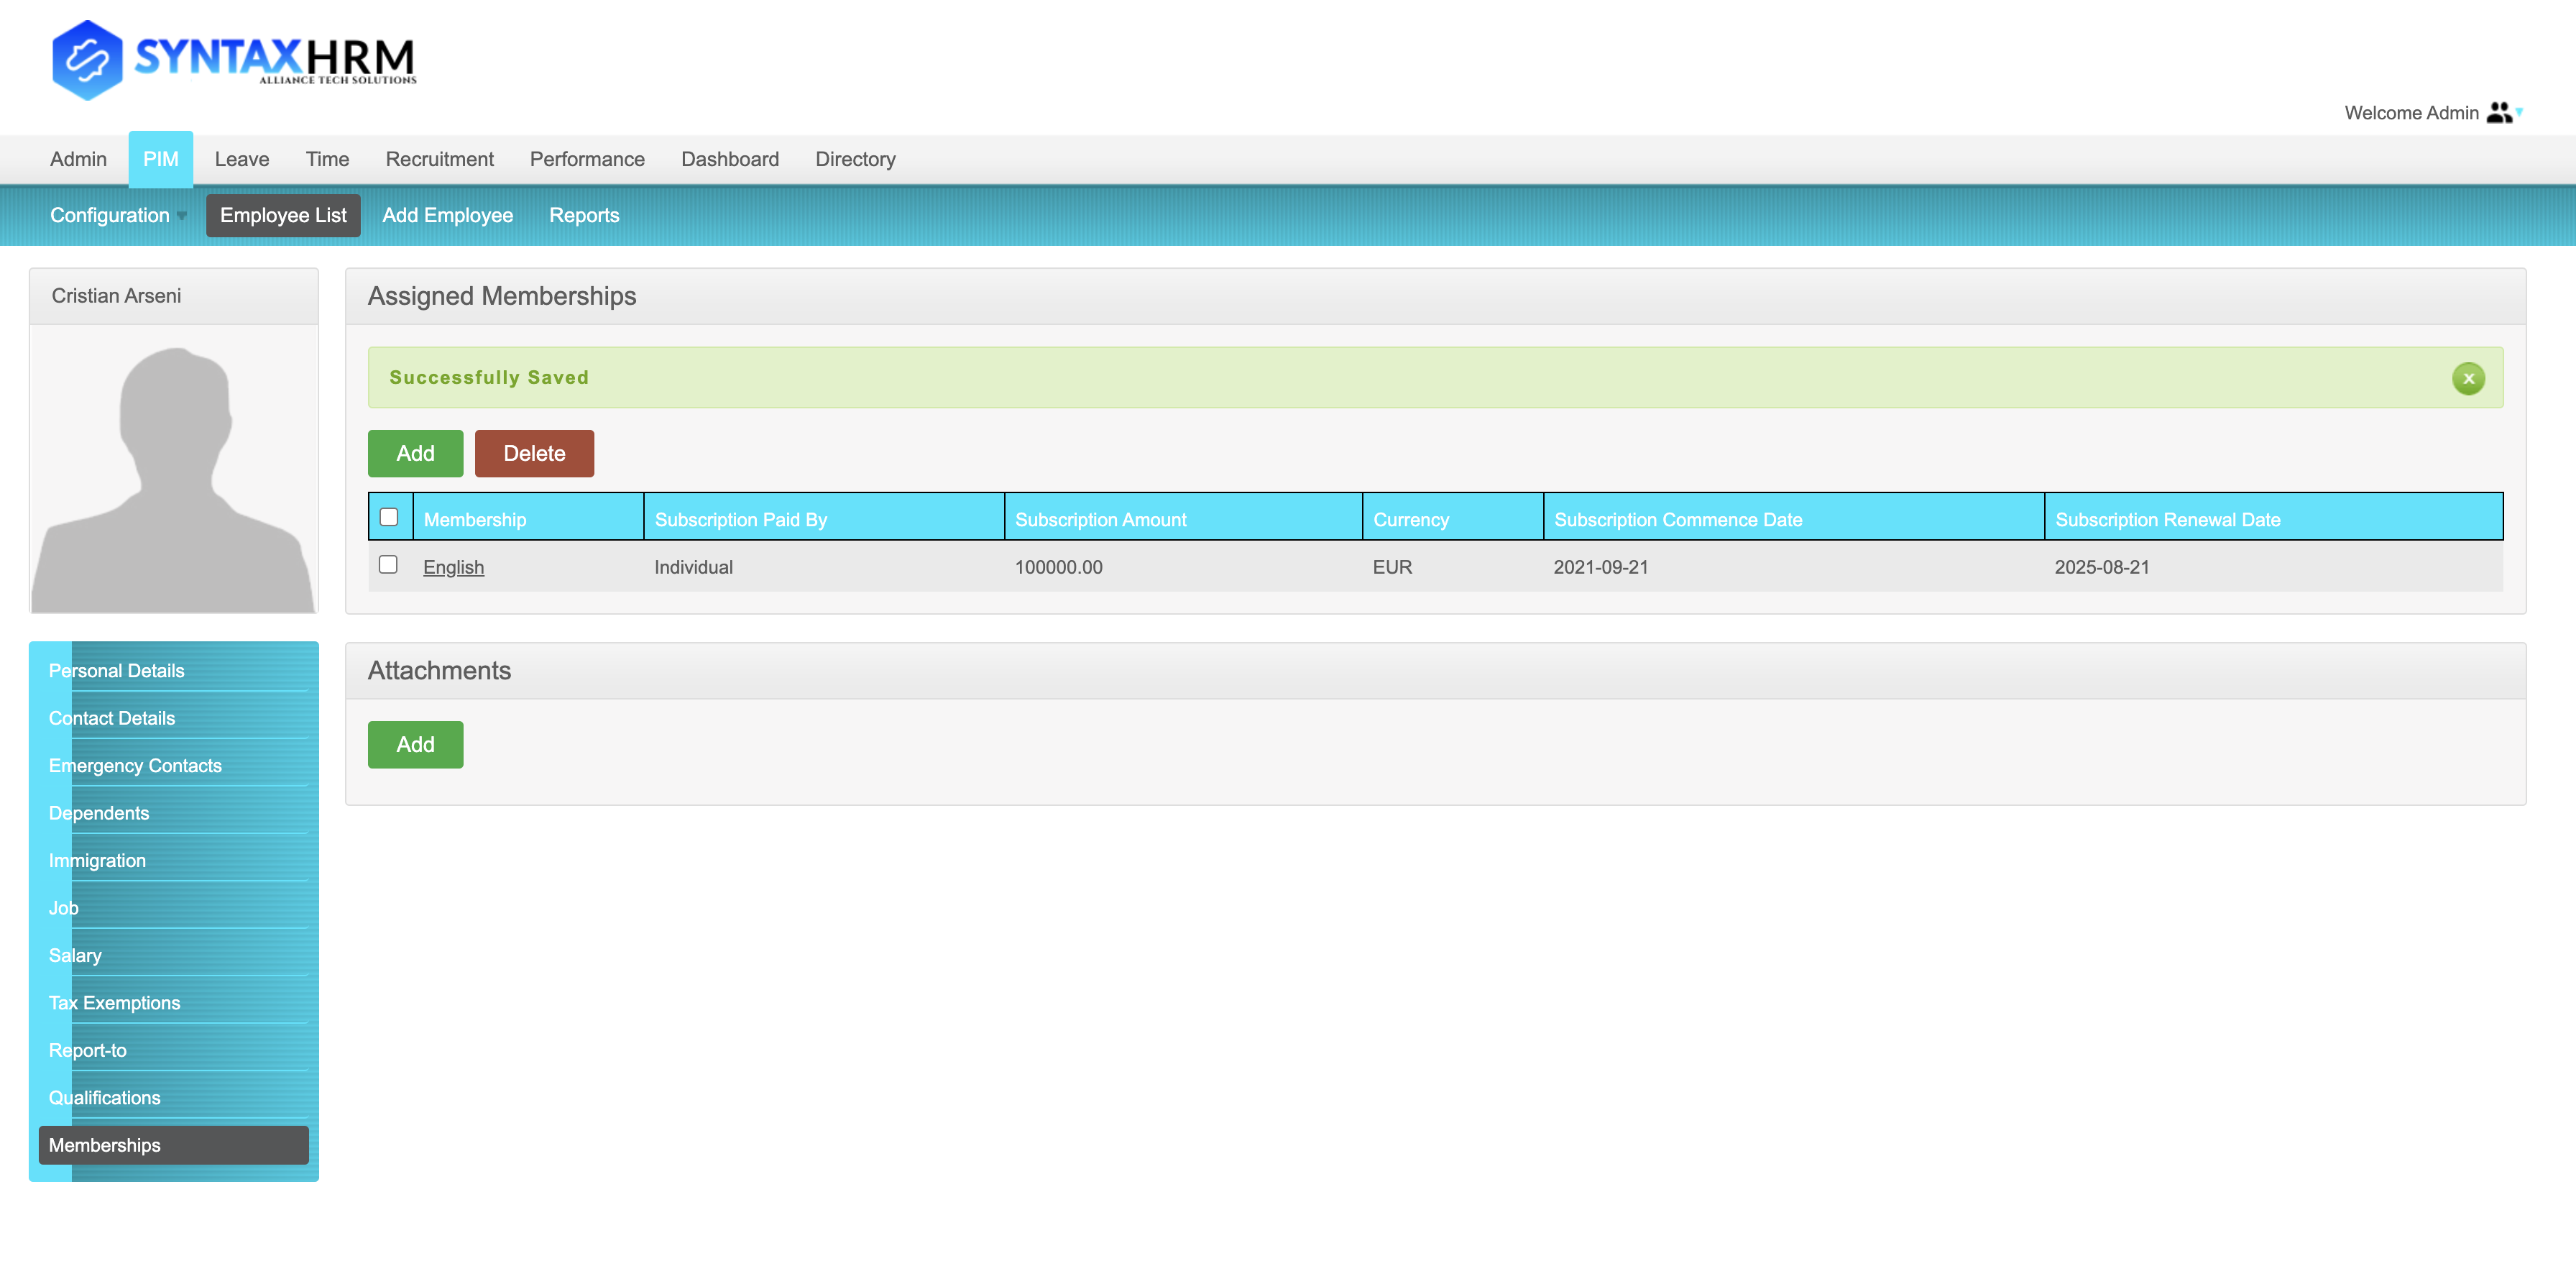 SYNTAXHRM
ALLIANCE TECH SOLUTIONS
Welcome Admin
Admin PIM Leave Time Recruitment Performance Dashboard Directory
Configuration Employee List Add Employee Reports
Cristian Arseni
Assigned Memberships
Successfully Saved X
Add Delete
Membership Subscription Paid By Subscription Amount Currency Subscription Commence Date Subscription Renewal Date
English Individual 100000.00 EUR 2021-09-21 2025-08-21
Personal Details
Contact Details
Emergency Contacts
Dependents
Immigration
Job
Salary
Tax Exemptions
Report-to
Qualifications
Memberships
Attachments
Add